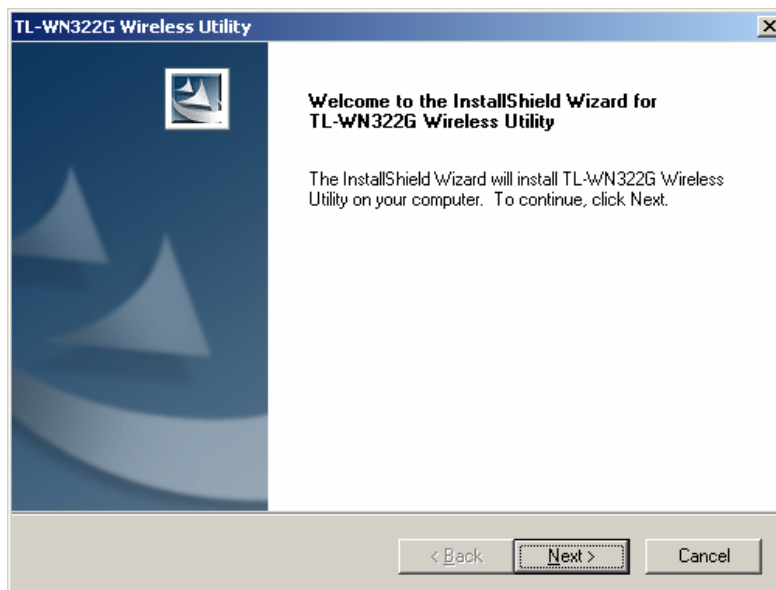 TL-WN322G Wireless Utility
Welcome to the InstallShield Wizard for
TL-WN322G Wireless Utility
The InstallShield Wizard will install TL-WN322G Wireless
Utility on your computer. To continue, click Next.
< Back
Next >
Cancel